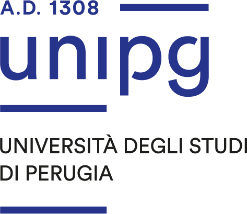 A.D. 1308
unipg
UNIVERSITÀ DEGLI STUDI
DI PERUGIA